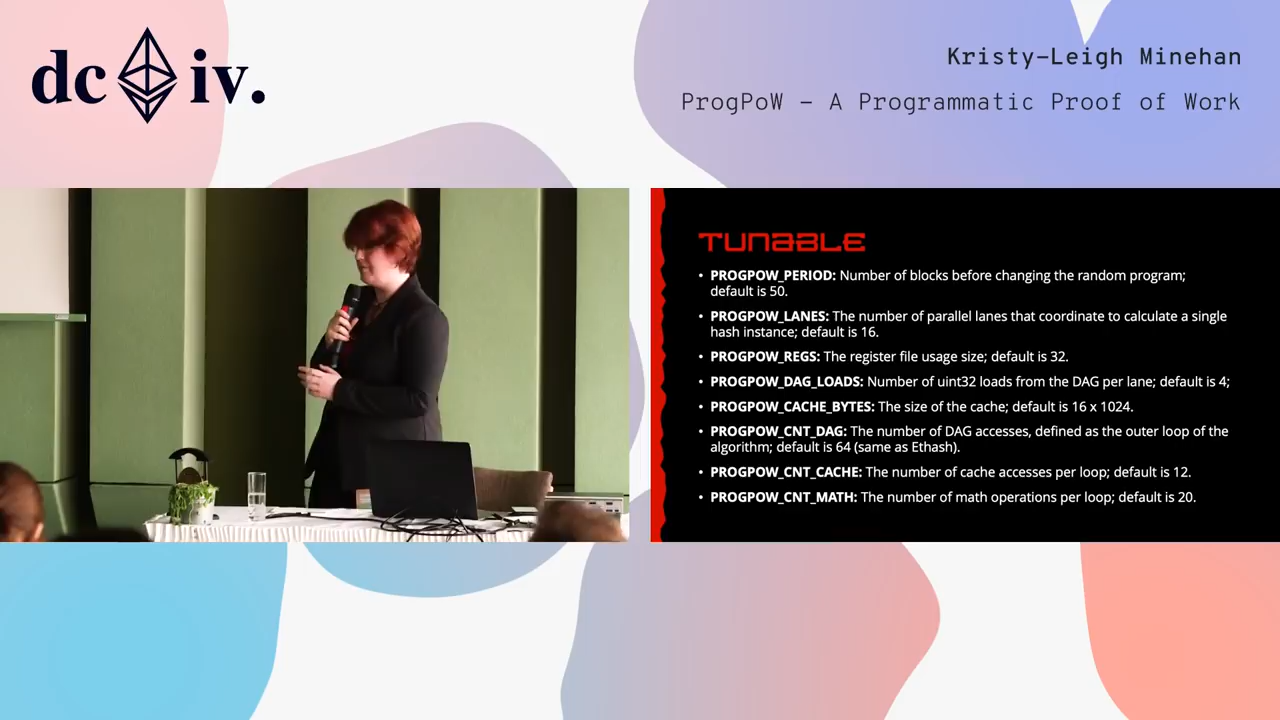 dc iv.
Kristy-Leigh Minehan
ProgPoW - A Programmatic Proof of Work
TUNABLE
• PROGPOW_PERIOD: Number of blocks before changing the random program;
default is 50.
• PROGPOW_LANES: The number of parallel lanes that coordinate to calculate a single
hash instance; default is 16.
• PROGPOW_REGS: The register file usage size; default is 32.
• PROGPOW_DAG_LOADS: Number of uint32 loads from the DAG per lane; default is 4;
• PROGPOW_CACHE_BYTES: The size of the cache; default is 16 x 1024.
• PROGPOW_CNT_DAG: The number of DAG accesses, defined as the outer loop of the
algorithm; default is 64 (same as Ethash).
• PROGPOW_CNT_CACHE: The number of cache accesses per loop; default is 12.
• PROGPOW_CNT_MATH: The number of math operations per loop; default is 20.